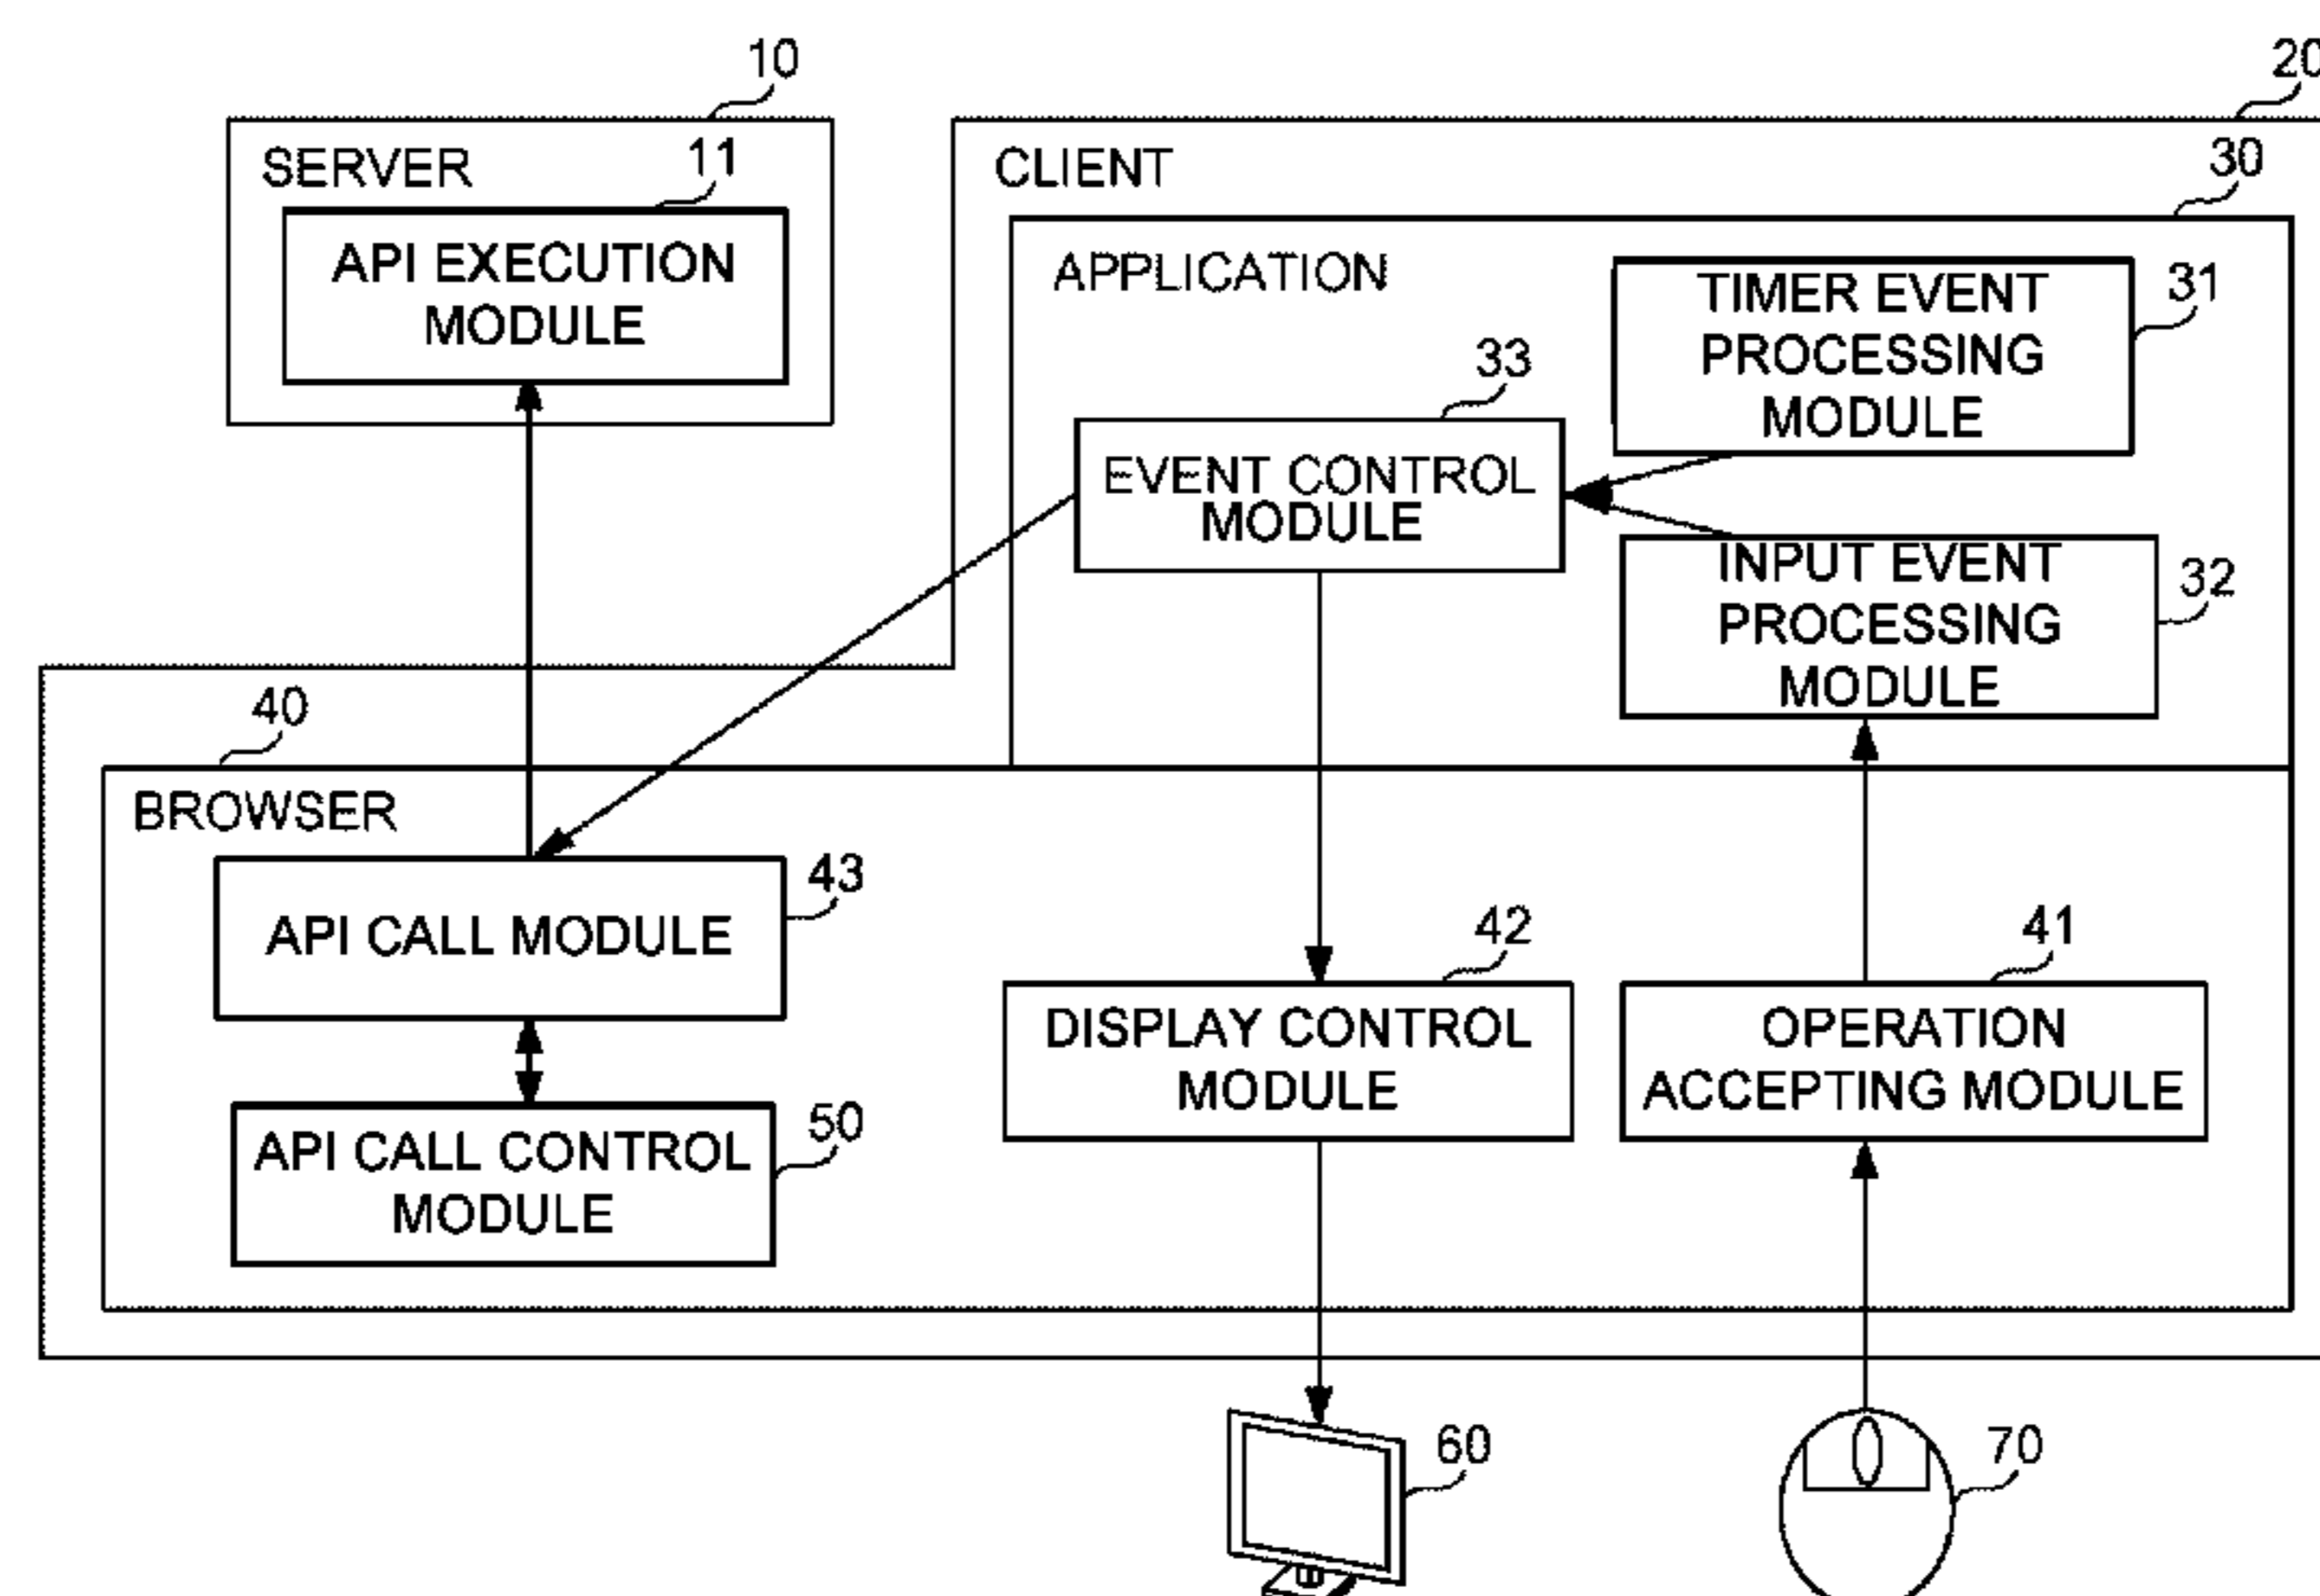 10
20
SERVER
11
CLIENT
30
API EXECUTION
MODULE
APPLICATION
TIMER EVENT
PROCESSING
MODULE
31
33
EVENT CONTROL
MODULE
INPUT EVENT
PROCESSING
MODULE
32
40
BROWSER
43
API CALL MODULE
42
41
DISPLAY CONTROL
MODULE
OPERATION
ACCEPTING MODULE
50
API CALL CONTROL
MODULE
60
70